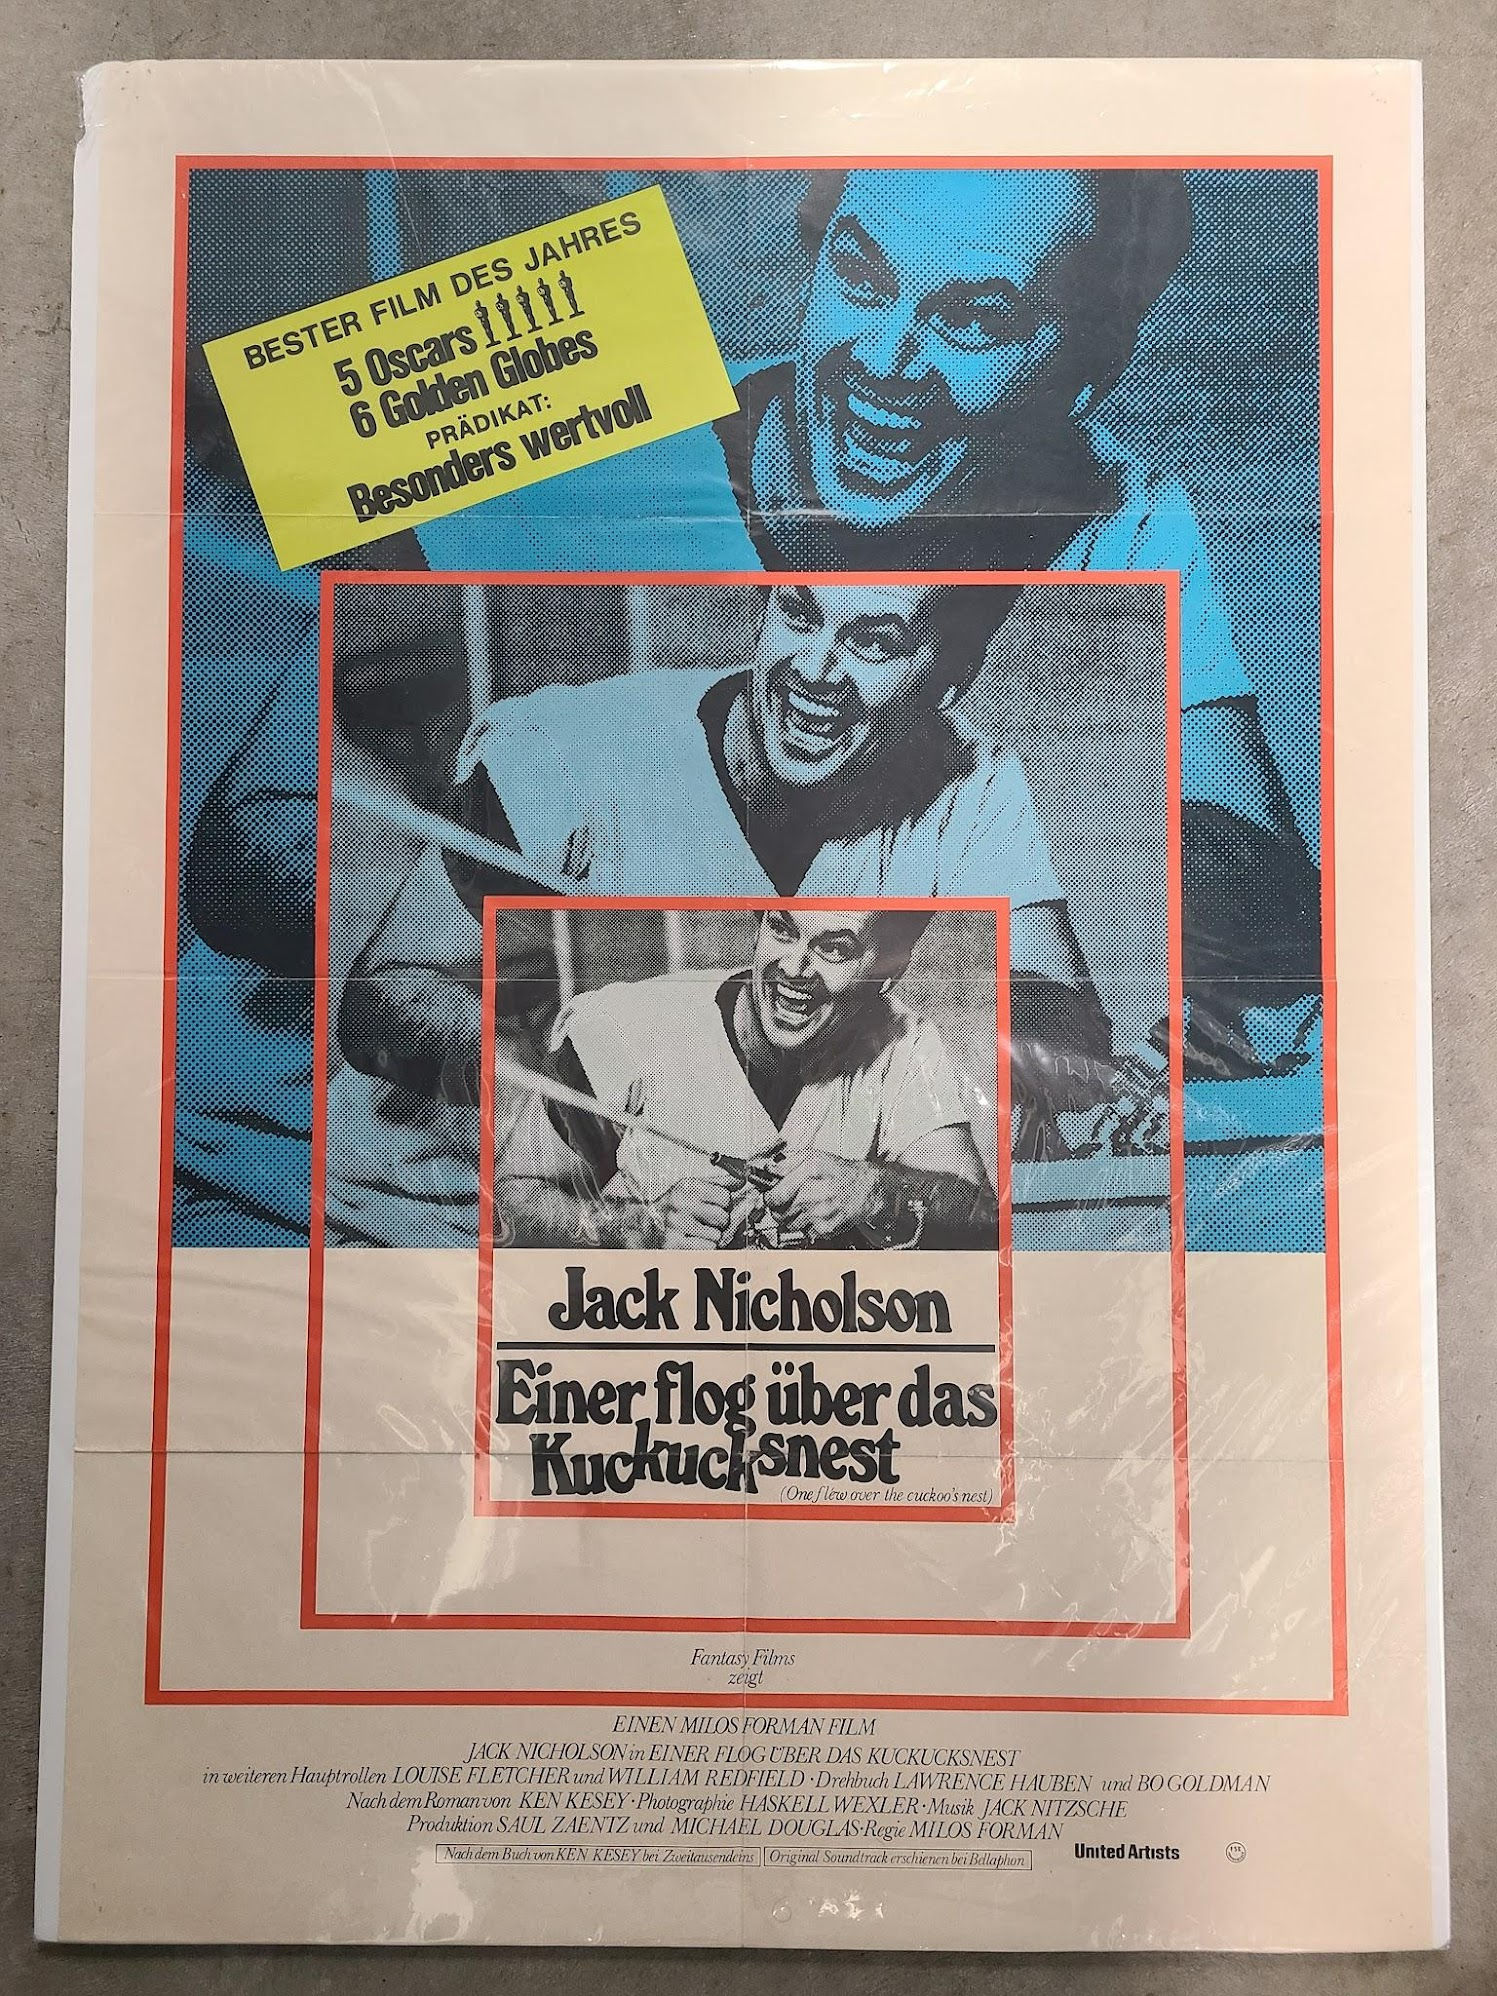 BESTER FILM DES JAHRES
5 Oscars
6 Golden Globes
PRÄDIKAT:
Besonders wertvoll
Jack Nicholson
Einer flog über das
Kuckucksnest
(One flew over the cuckoo's nest)
Fantasy Films
zeigt
EINEN MILOS FORMAN FILM
JACK NICHOLSON in EINER FLOG ÜBER DAS KUCKUCKSNEST
in weiteren Hauptrollen LOUISE FLETCHER und WILLIAM REDFIELD · Drehbuch LAWRENCE HAUBEN und BO GOLDMAN
Nach dem Roman von KEN KESEY · Photographie HASKELL WEXLER · Musik JACK NITZSCHE
Produktion SAUL ZAENTZ und MICHAEL DOUGLAS · Regie MILOS FORMAN
Nach dem Buch von KEN KESEY bei Zweitausendeins Original Soundtrack erschienen bei Bellaphon
United Artists